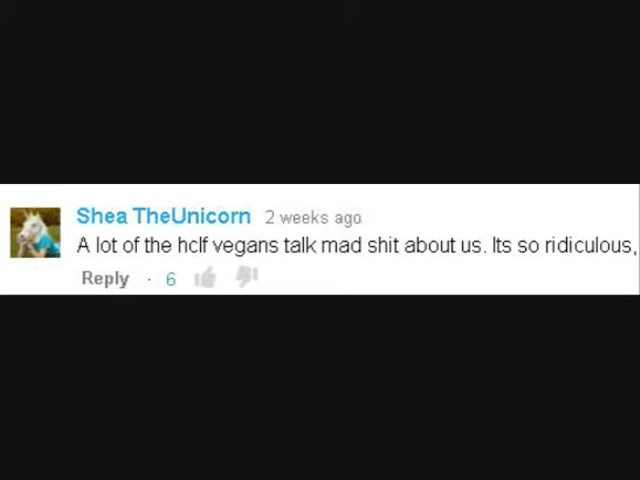 Shea TheUnicorn 2 weeks ago
A lot of the hclf vegans talk mad shit about us. Its so ridiculous,
Reply · 6